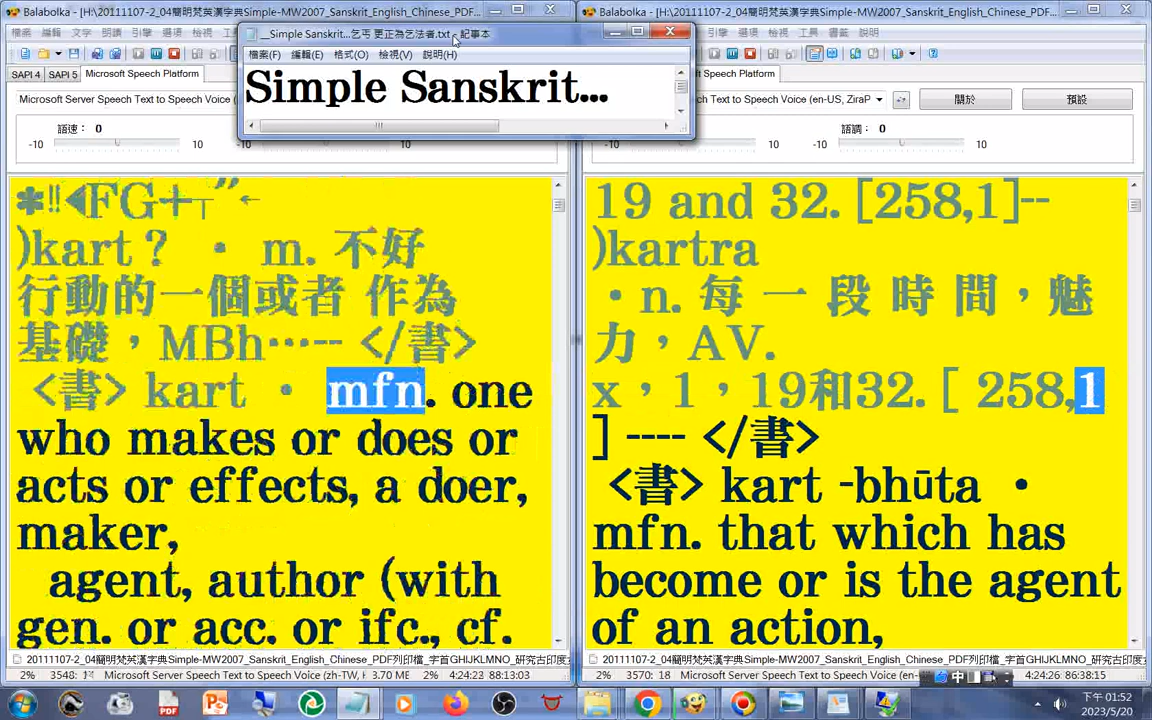 Balabolka - [H:\20111107-2_04簡明梵英漢字典Simple-MW2007_Sanskrit_English_Chinese_PDF...
Balabolka - [H:\20111107-2_04簡明梵英漢字典Simple-MW2007_Sanskrit_English_Chinese_PDF...
檔案 編輯 文字 朗讀
__Simple Sanskrit...乞丐 更正為乞法者.txt - 記事本
檔案(F) 編輯(E) 格式(O) 檢視(V) 說明(H)
Simple Sanskrit...
SAPI 4 SAPI 5 Microsoft Speech Platform
Speech Platform
Microsoft Server Speech Text to Speech Voice (
Microsoft Server Speech Text to Speech Voice (en-US, ZiraP
關於
預設
語速： 0
-10 10
語調： 0
10
-10 10
)kart？ • m. 不好
行動的一個或者 作為
基礎，MBh…-- </書>
<書> kart • mfn. one
who makes or does or
acts or effects, a doer,
maker,
agent, author (with
gen. or acc. or ifc., cf.
19 and 32. [258,1]--
)kartra
• n. 每 一 段 時 間，魅
力，AV.
x，1，19和32. [ 258,1
] ---- </書>
<書> kart -bhūta •
mfn. that which has
become or is the agent
of an action,
20111107-2_04簡明梵英漢字典Simple-MW2007_Sanskrit_English_Chinese_PDF列印檔_字首GHIJKLMNO_研究古印度
20111107-2_04簡明梵英漢字典Simple-MW2007_Sanskrit_English_Chinese_PDF列印檔_字首GHIJKLMNO_研究古印度
2% 3548: Microsoft Server Speech Text to Speech Voice (zh-TW, 3.70 ME 2% 4:24:23 88:13:03
2% 3570: 18 Microsoft Server Speech Text to Speech Voice 4:24:26 86:38:15
中
PDF
下午 01:52
2023/5/20